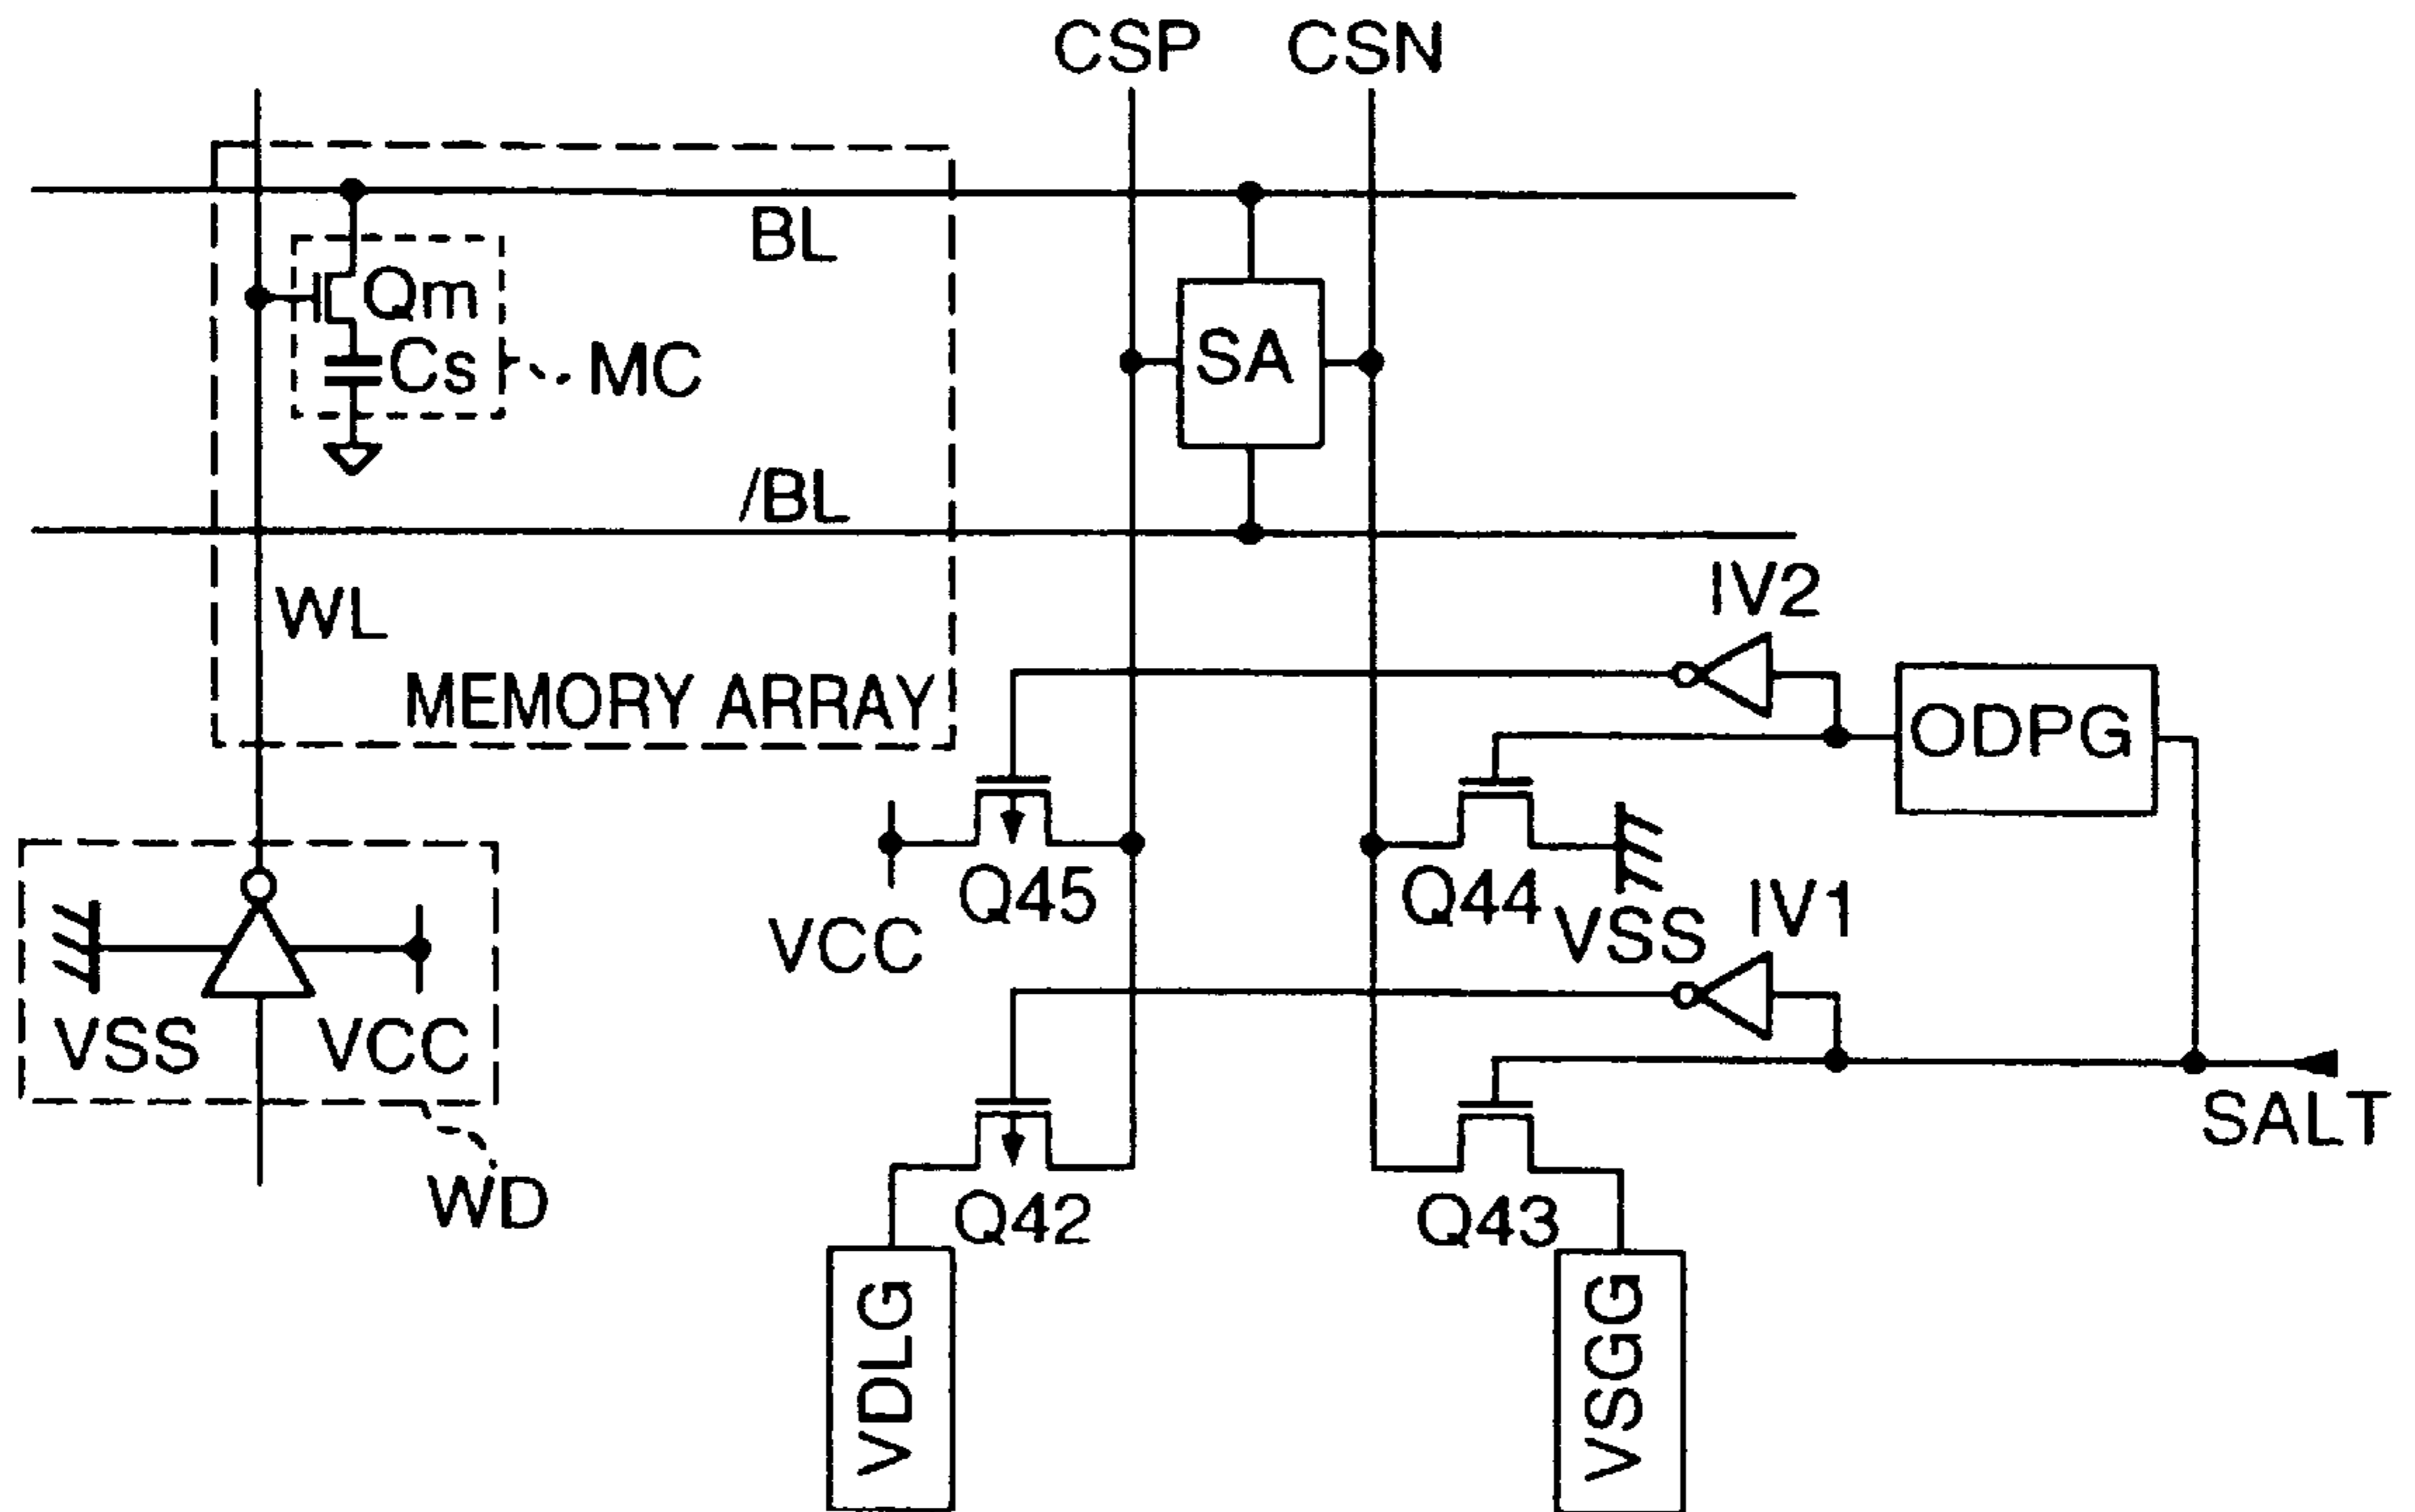 CSP CSN
BL
Qm
Cs
MC
SA
/BL
WL
IV2
MEMORY ARRAY
ODPG
Q45
Q44
VCC
VSS
IV1
VSS
VCC
SALT
WD
Q42
Q43
VDLG
VSGG